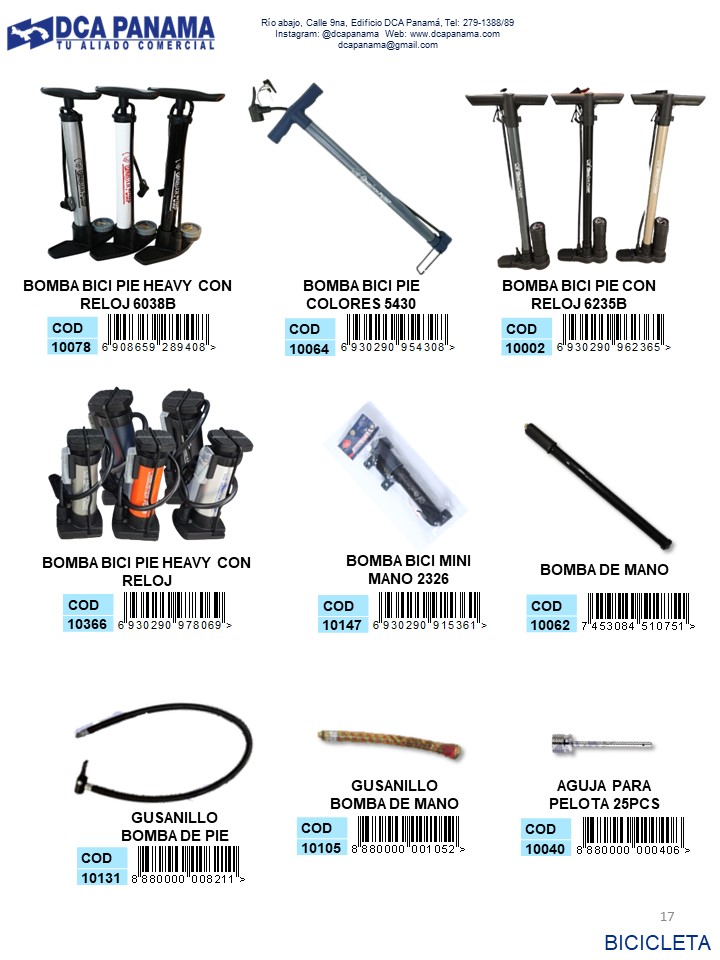 DCA PANAMA
TU ALIADO COMERCIAL
Río abajo, Calle 9na, Edificio DCA Panamá, Tel: 279-1388/89
Instagram: @dcapanama Web: www.dcapanama.com
dcapanama@gmail.com
BOMBA BICI PIE HEAVY CON
RELOJ 6038B
COD
10078
6 908659 289408 >
BOMBA BICI PIE
COLORES 5430
COD
10064
6 930290 954308 >
BOMBA BICI PIE CON
RELOJ 6235B
COD
10002
6 930290 962365 >
BOMBA BICI PIE HEAVY CON
RELOJ
COD
10366
6 930290 978069 >
BOMBA BICI MINI
MANO 2326
COD
10147
6 930290 915361 >
BOMBA DE MANO
COD
10062
7 453084 510751 >
GUSANILLO
BOMBA DE PIE
COD
10131
8 880000 008211 >
GUSANILLO
BOMBA DE MANO
COD
10105
8 880000 001052 >
AGUJA PARA
PELOTA 25PCS
COD
10040
8 880000 000406 >
17
BICICLETA